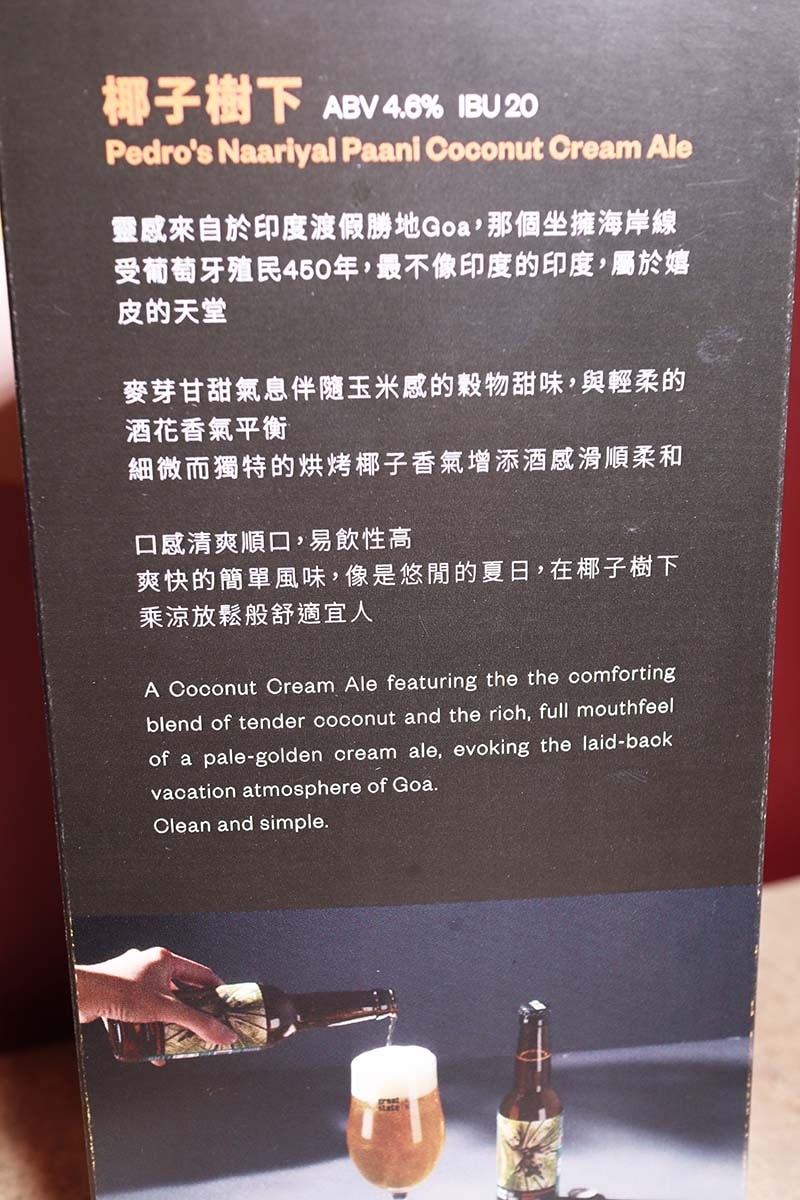 椰子樹下 ABV 4.6% IBU 20
Pedro's Naariyal Paani Coconut Cream Ale
靈感來自於印度渡假勝地Goa，那個坐擁海岸線
受葡萄牙殖民450年，最不像印度的印度，屬於嬉
皮的天堂
麥芽甘甜氣息伴隨玉米感的穀物甜味，與輕柔的
酒花香氣平衡
細微而獨特的烘烤椰子香氣增添酒感滑順柔和
口感清爽順口，易飲性高
爽快的簡單風味，像是悠閒的夏日，在椰子樹下
乘涼放鬆般舒適宜人
A Coconut Cream Ale featuring the the comforting
blend of tender coconut and the rich, full mouthfeel
of a pale-golden cream ale, evoking the laid-back
vacation atmosphere of Goa.
Clean and simple.
great
state